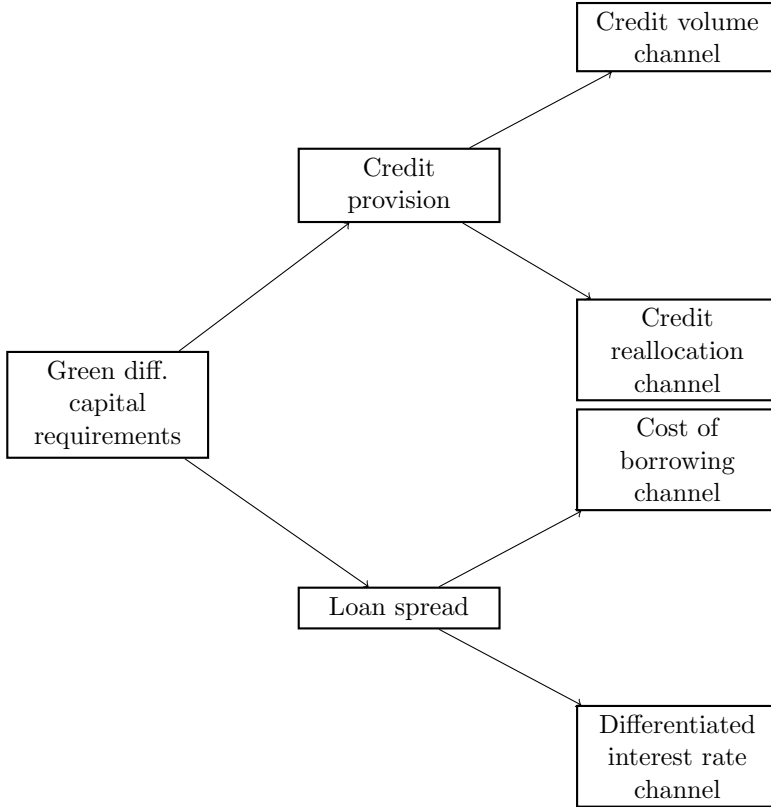 Credit volume
channel
Credit
provision
Credit
reallocation
channel
Green diff.
capital
requirements
Cost of
borrowing
channel
Loan spread
Differentiated
interest rate
channel